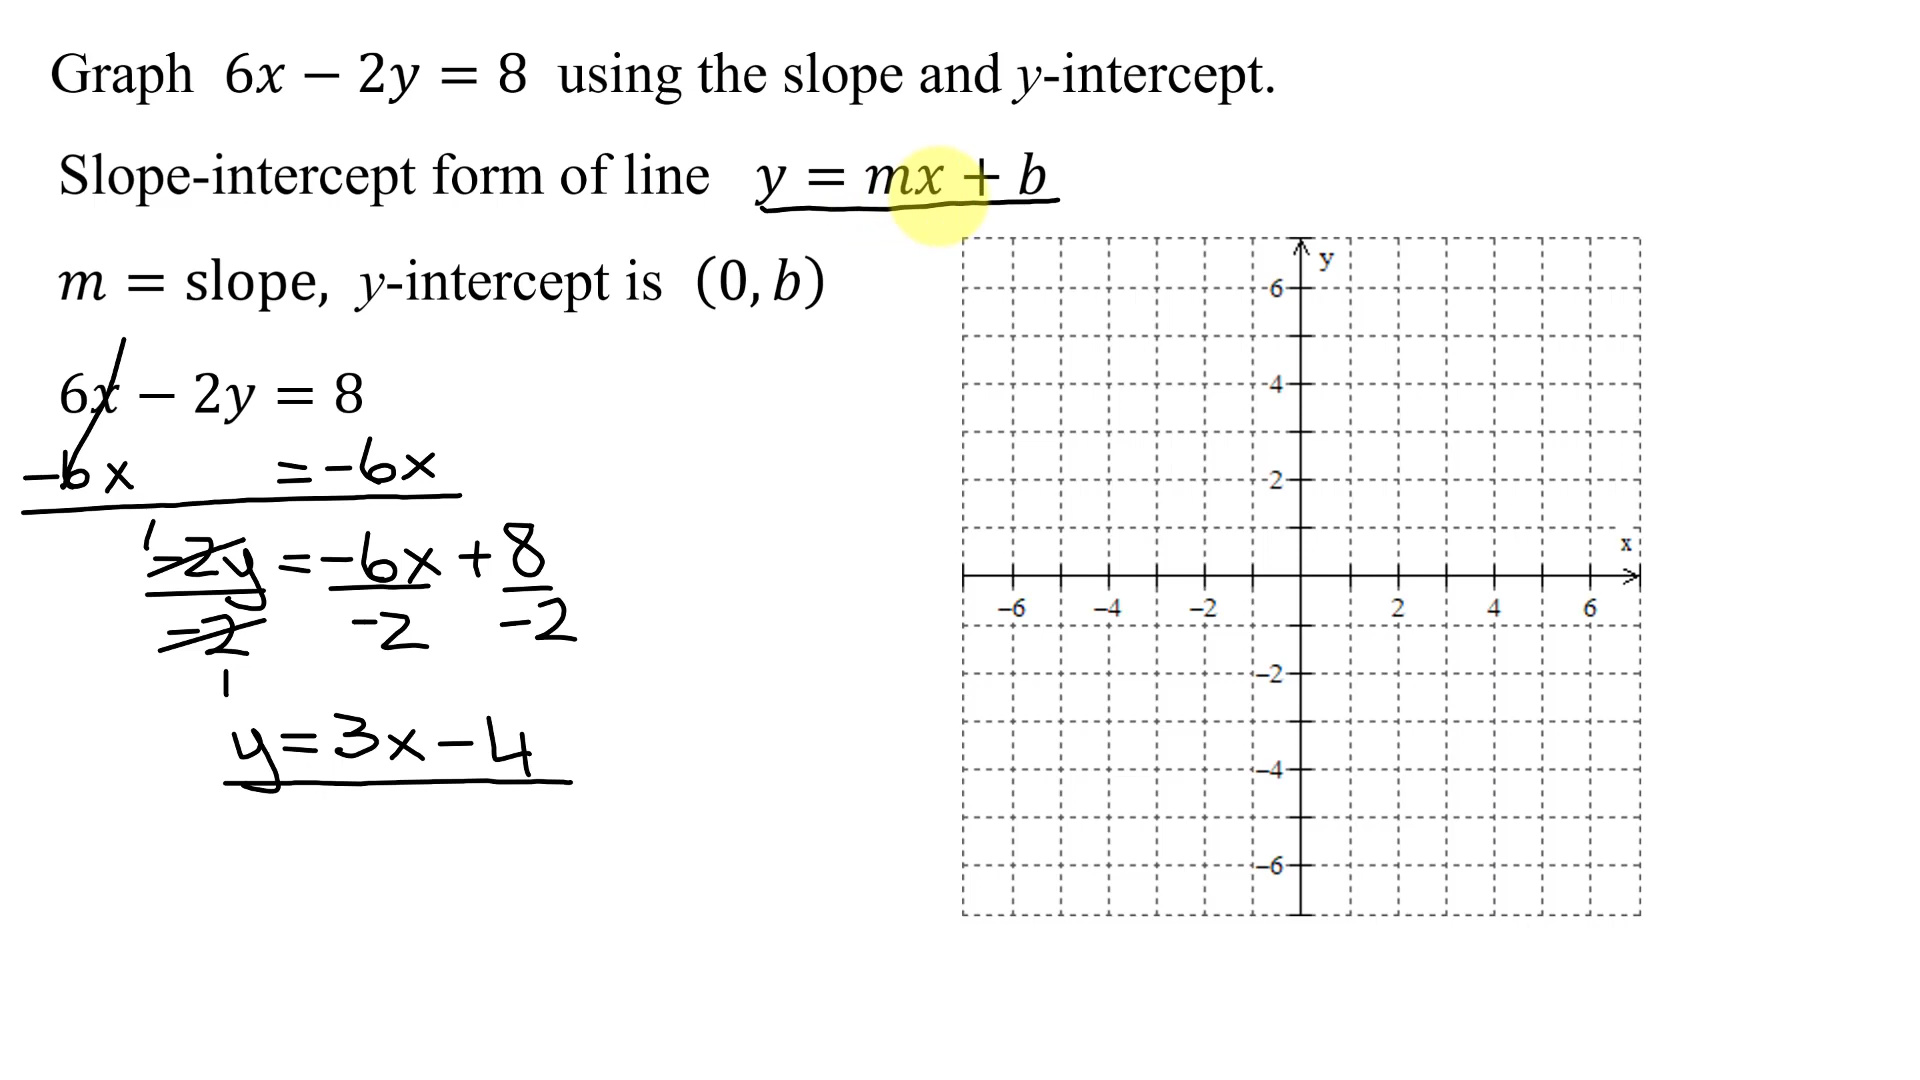 Graph 6x − 2y = 8 using the slope and y-intercept.
Slope-intercept form of line y = mx + b
m = slope, y-intercept is (0, b)
6x − 2y = 8
−6x = −6x
1
−2y = −6x + 8
−2 −2 −2
1
y = 3x − 4
y
6
4
2
x
−6 −4 −2 2 4 6
−2
−4
−6